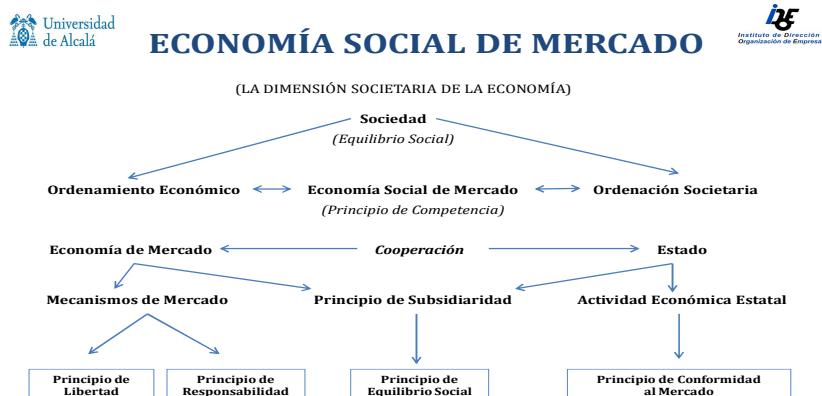 Universidad
de Alcalá
ECONOMÍA SOCIAL DE MERCADO
IDOE
Instituto de Dirección
Organización de Empresa
(LA DIMENSIÓN SOCIETARIA DE LA ECONOMÍA)
Sociedad
(Equilibrio Social)
Ordenamiento Económico
Economía Social de Mercado
Ordenación Societaria
(Principio de Competencia)
Economía de Mercado
Cooperación
Estado
Mecanismos de Mercado
Principio de Subsidiaridad
Actividad Económica Estatal
Principio de
Libertad
Principio de
Responsabilidad
Principio de
Equilibrio Social
Principio de Conformidad
al Mercado